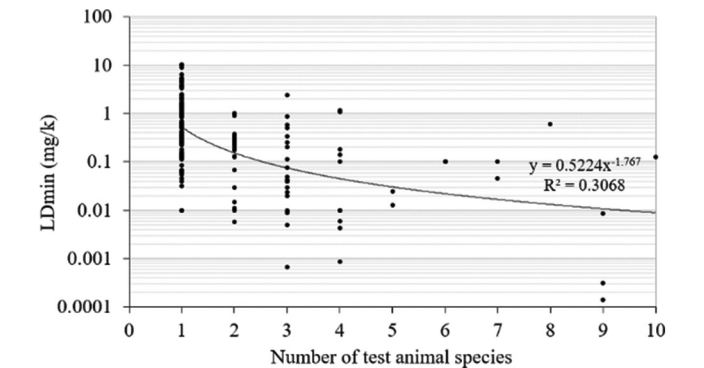 100
10
1
0.1
0.01
0.001
0.0001
LDmin (mg/k)
y = 0.5224x^-1.767
R² = 0.3068
0 1 2 3 4 5 6 7 8 9 10
Number of test animal species